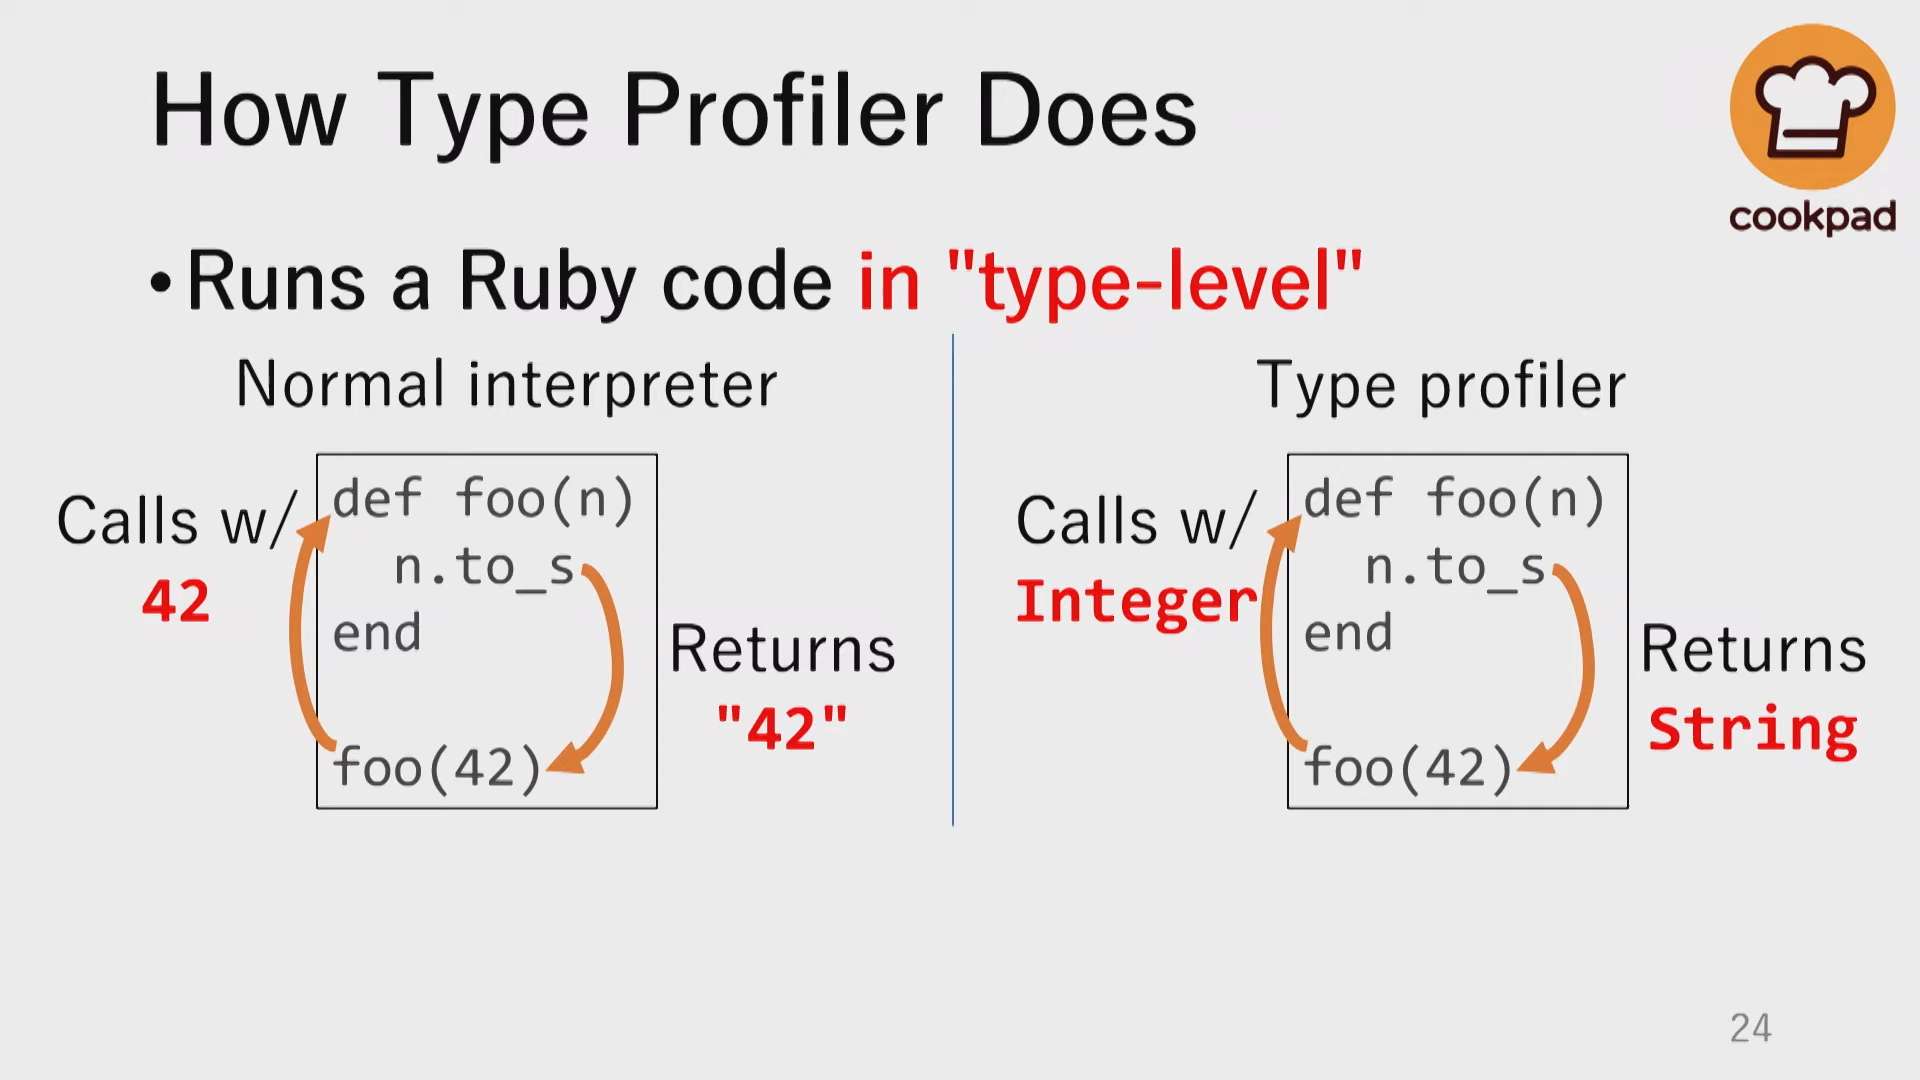 How Type Profiler Does
cookpad
•Runs a Ruby code in "type-level"
Normal interpreter
Calls w/
42
def foo(n)
n.to_s
end
foo(42)
Returns
"42"
Type profiler
Calls w/
Integer
def foo(n)
n.to_s
end
foo(42)
Returns
String
24